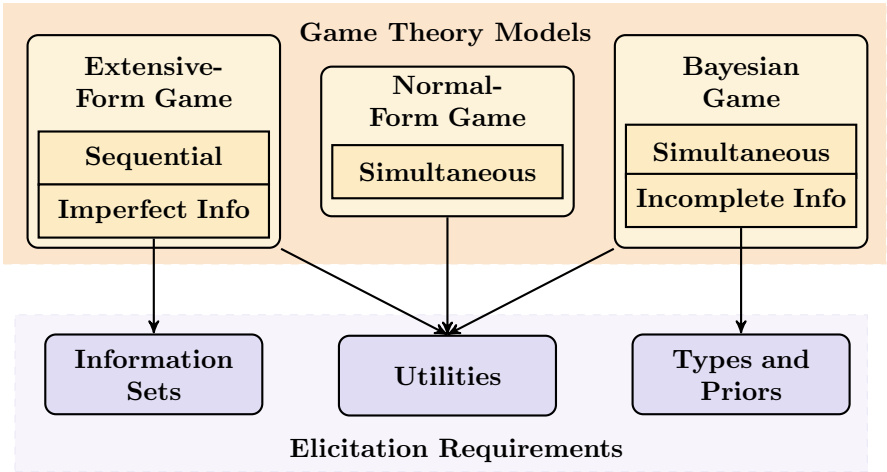 Game Theory Models
Extensive-
Form Game
Sequential
Imperfect Info
Normal-
Form Game
Simultaneous
Bayesian
Game
Simultaneous
Incomplete Info
Information
Sets
Utilities
Types and
Priors
Elicitation Requirements